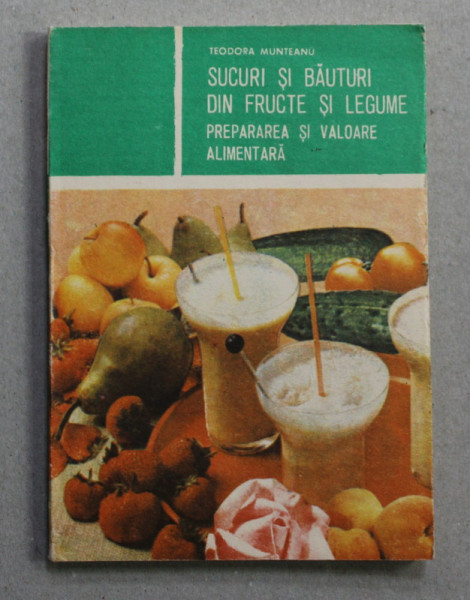 TEODORA MUNTEANU
SUCURI ȘI BĂUTURI
DIN FRUCTE ȘI LEGUME
PREPARAREA ȘI VALOARE
ALIMENTARĂ